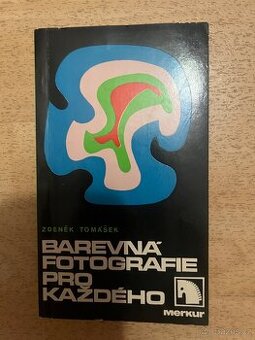 ZDENĚK TOMÁŠEK
BAREVNÁ
FOTOGRAFIE
PRO
KAŽDÉHO
Merkur